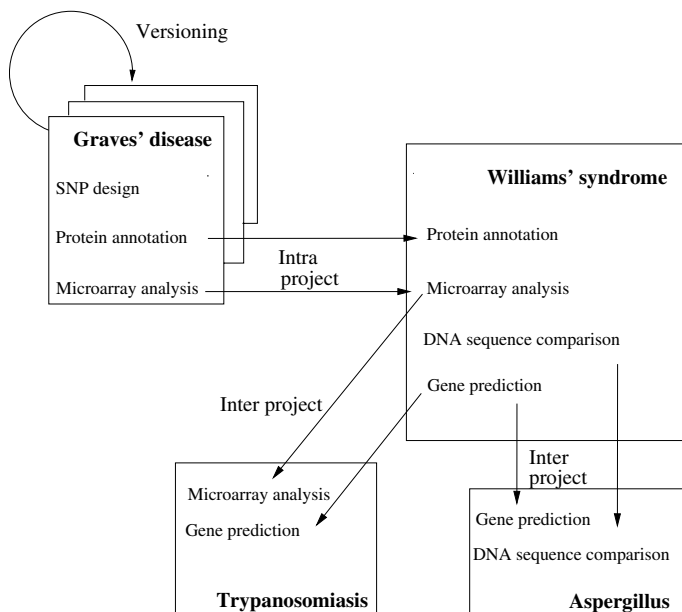 Versioning
Graves' disease
SNP design
Protein annotation
Microarray analysis
Intra
project
Williams' syndrome
Protein annotation
Microarray analysis
DNA sequence comparison
Gene prediction
Inter project
Inter
project
Microarray analysis
Gene prediction
Trypanosomiasis
Gene prediction
DNA sequence comparison
Aspergillus